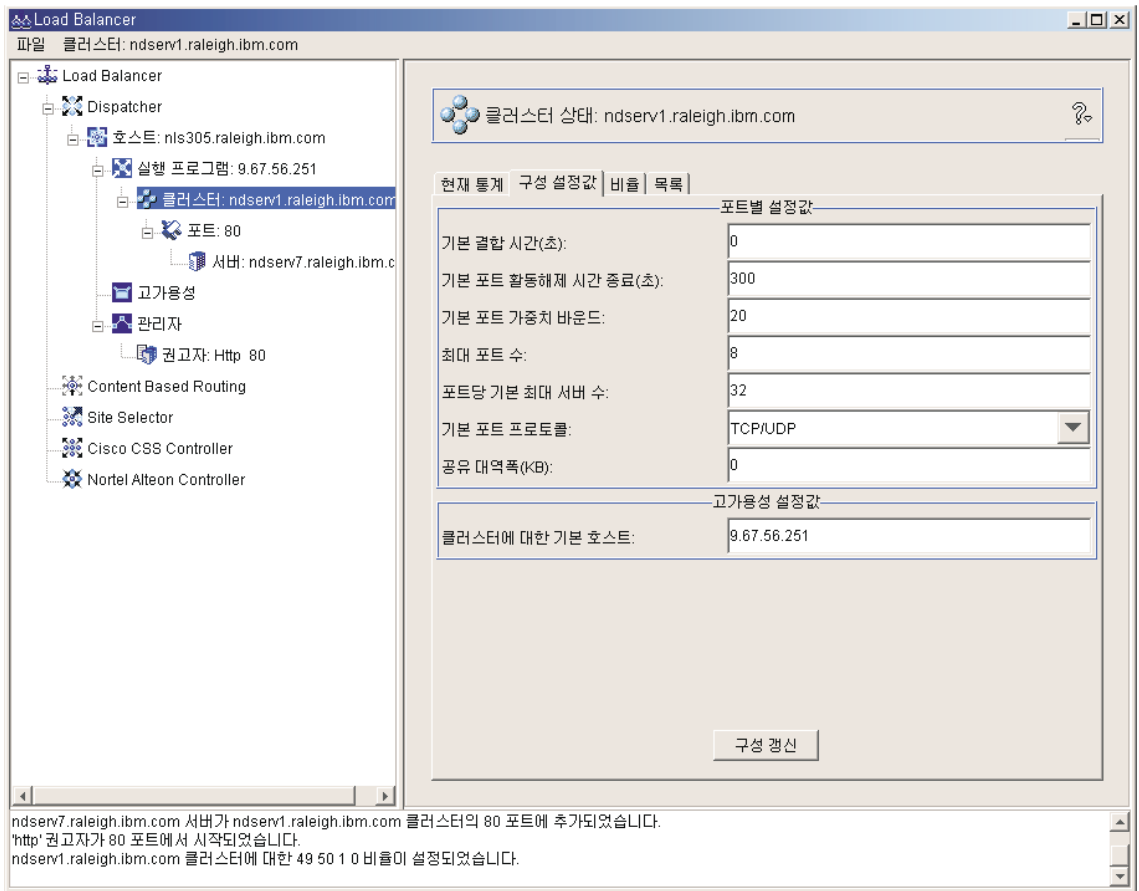 Load Balancer
파일 클러스터: ndserv1.raleigh.ibm.com
Load Balancer
Dispatcher
호스트: nls305.raleigh.ibm.com
실행 프로그램: 9.67.56.251
클러스터: ndserv1.raleigh.ibm.com
포트: 80
서버: ndserv7.raleigh.ibm.c
고가용성
관리자
권고자: Http 80
Content Based Routing
Site Selector
Cisco CSS Controller
Nortel Alteon Controller
클러스터 상태: ndserv1.raleigh.ibm.com
현재 통계 구성 설정값 비율 목록
포트별 설정값
기본 결합 시간(초): 0
기본 포트 활동해제 시간 종료(초): 300
기본 포트 가중치 바운드: 20
최대 포트 수: 8
포트당 기본 최대 서버 수: 32
기본 포트 프로토콜: TCP/UDP
공유 대역폭(KB): 0
고가용성 설정값
클러스터에 대한 기본 호스트: 9.67.56.251
구성 갱신
ndserv7.raleigh.ibm.com 서버가 ndserv1.raleigh.ibm.com 클러스터의 80 포트에 추가되었습니다.
'http' 권고자가 80 포트에서 시작되었습니다.
ndserv1.raleigh.ibm.com 클러스터에 대한 49 50 1 0 비율이 설정되었습니다.